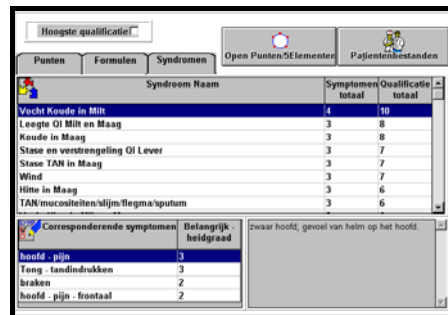 Hoogste qualificatie
Punten Formulen Syndromen
Open Punten/5Elementen
Patientenbestanden
Syndroom Naam Symptomen totaal Qualificatie totaal
Vocht Koude in Milt 4 10
Leegte QI Milt en Maag 3 8
Koude in Maag 3 8
Stase en verstrengeling QI Lever 3 7
Stase TAN in Maag 3 7
Wind 3 7
Hitte in Maag 3 6
TAN/mucositeiten/slijm/flegma/sputum 3 6
Corresponderende symptomen Belangrijk - heidgraad
hoofd - pijn 3
Tong - tandindrukken 3
braken 2
hoofd - pijn - frontaal 2
zwaar hoofd; gevoel van helm op het hoofd.